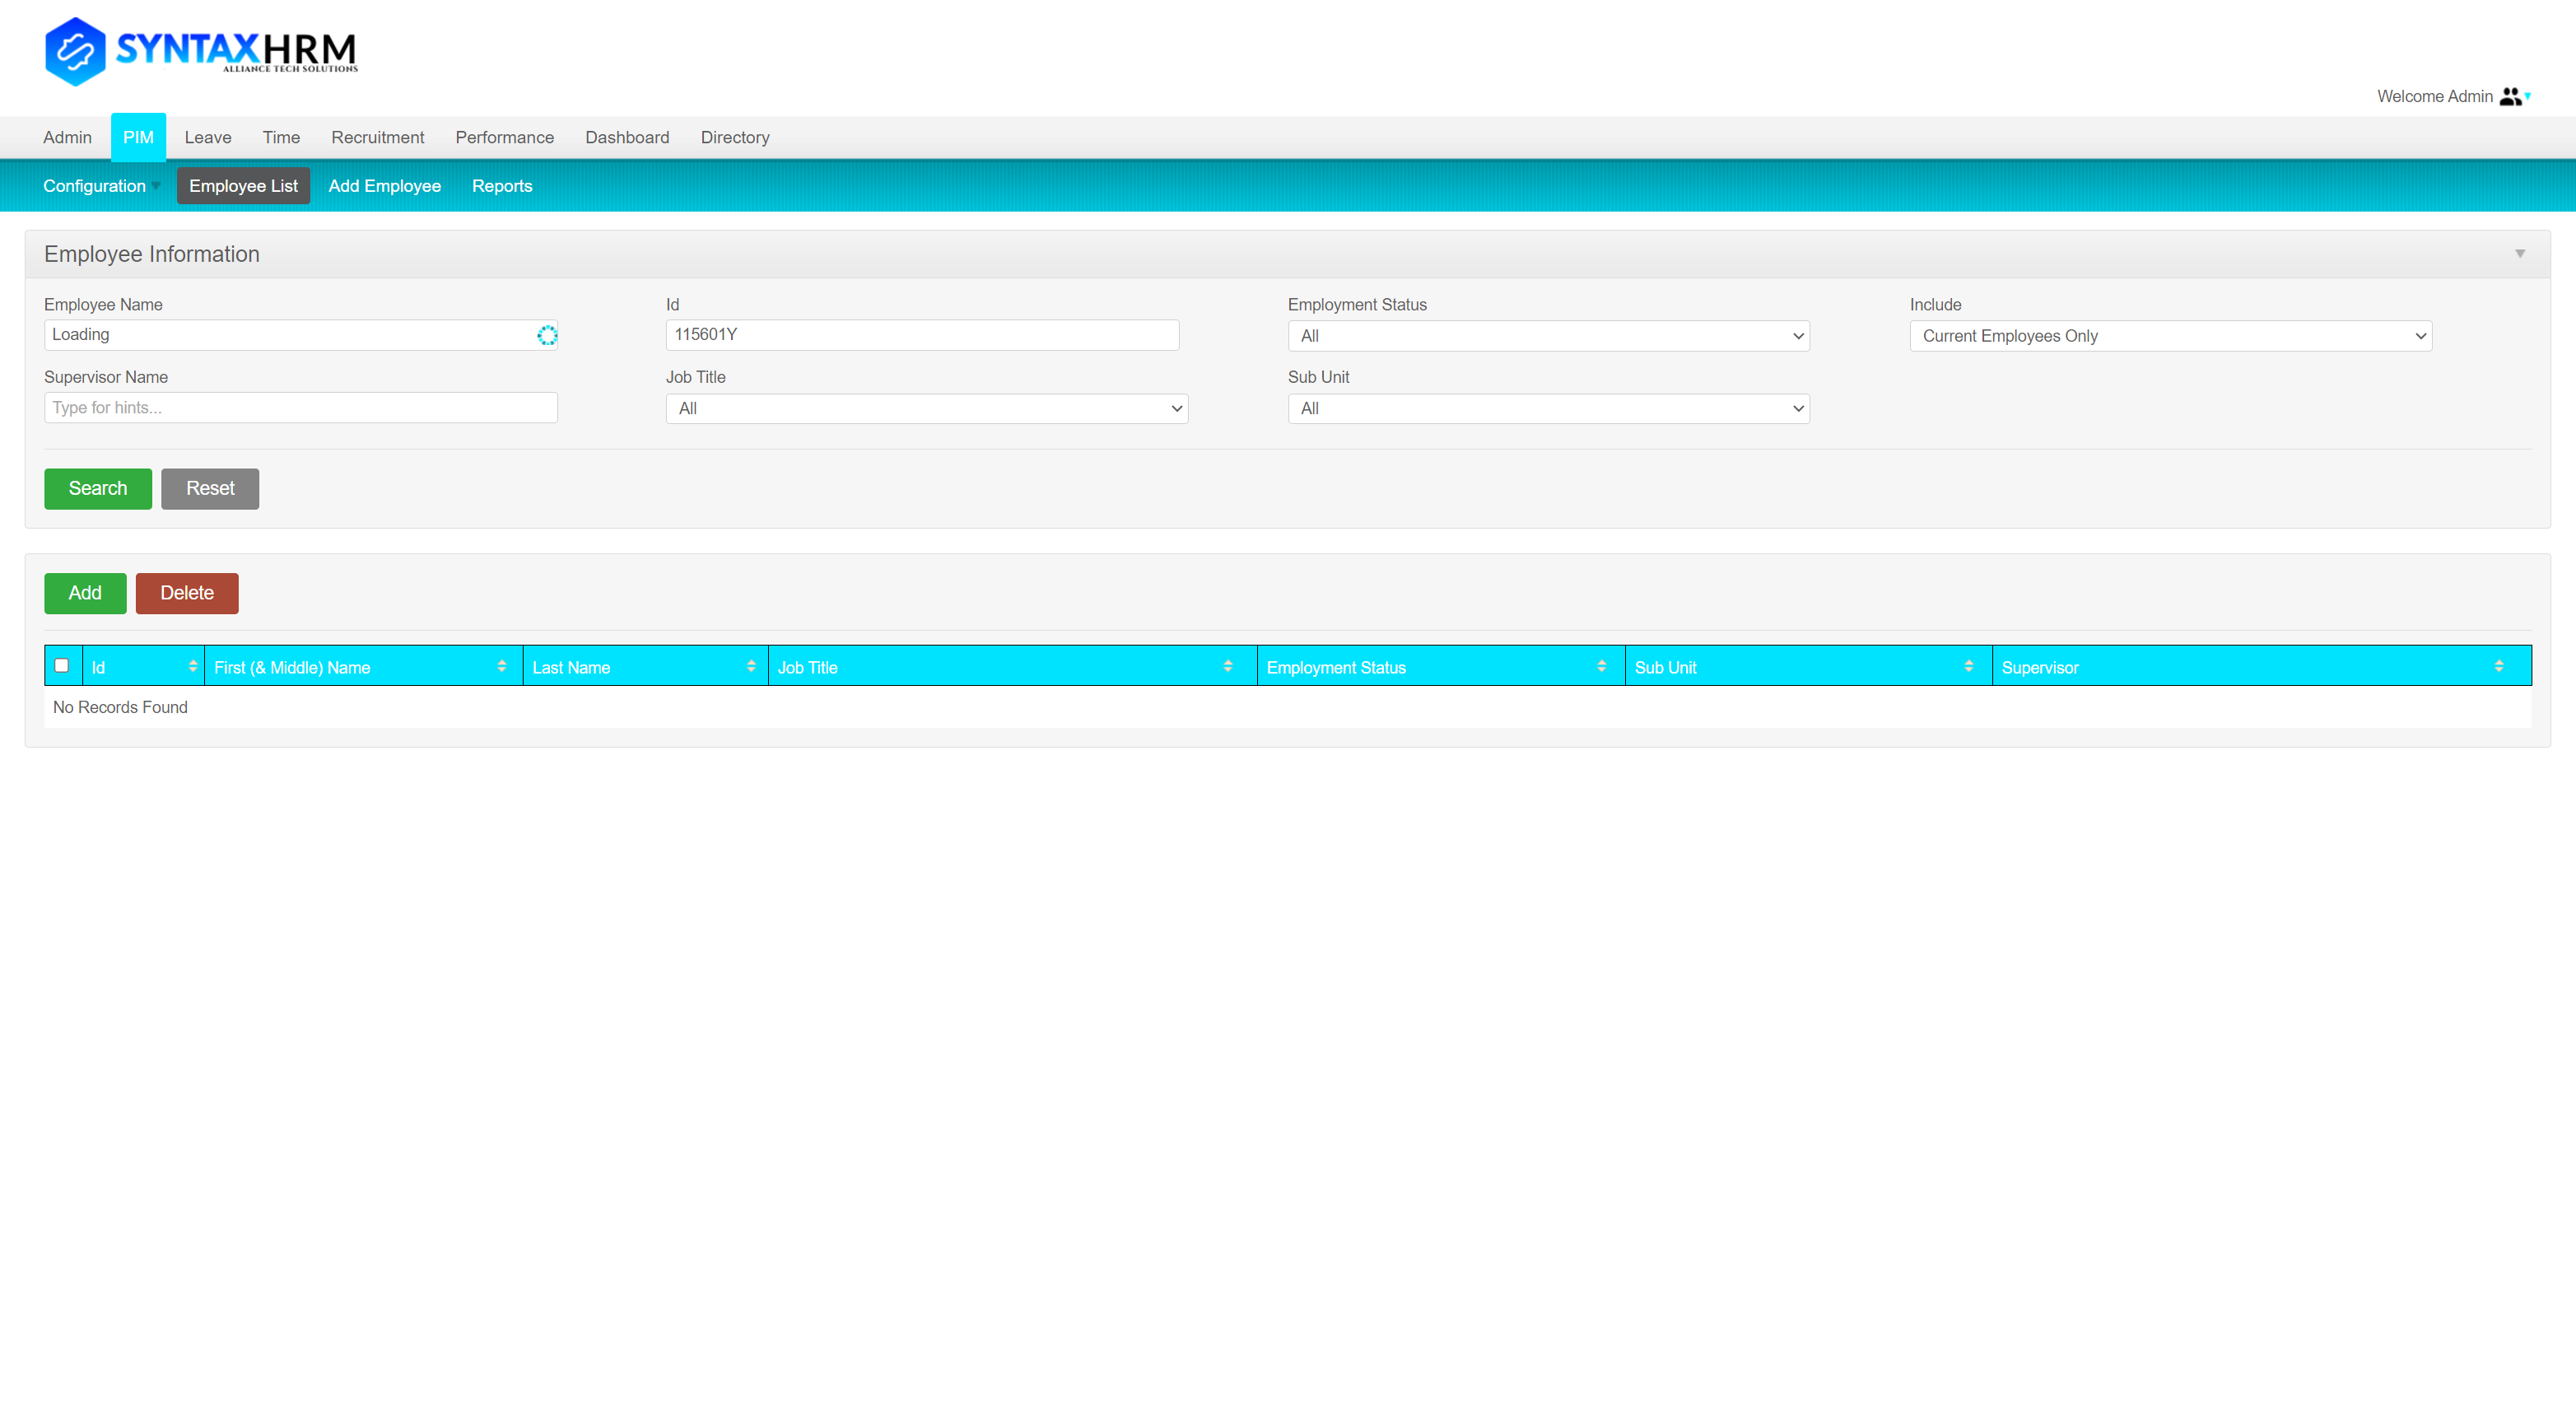 SYNTAXHRM
ALLIANCE TECH SOLUTIONS
Welcome Admin
Admin PIM Leave Time Recruitment Performance Dashboard Directory
Configuration Employee List Add Employee Reports
Employee Information
Employee Name Id Employment Status Include
Loading 115601Y All Current Employees Only
Supervisor Name Job Title Sub Unit
Type for hints... All All
Search Reset
Add Delete
Id First (& Middle) Name Last Name Job Title Employment Status Sub Unit Supervisor
No Records Found